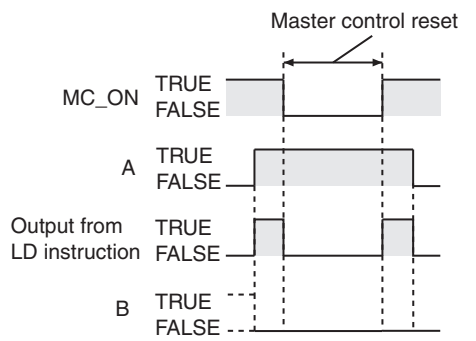 Master control reset
MC_ON
TRUE
FALSE
A
TRUE
FALSE
Output from
LD instruction
TRUE
FALSE
B
TRUE
FALSE